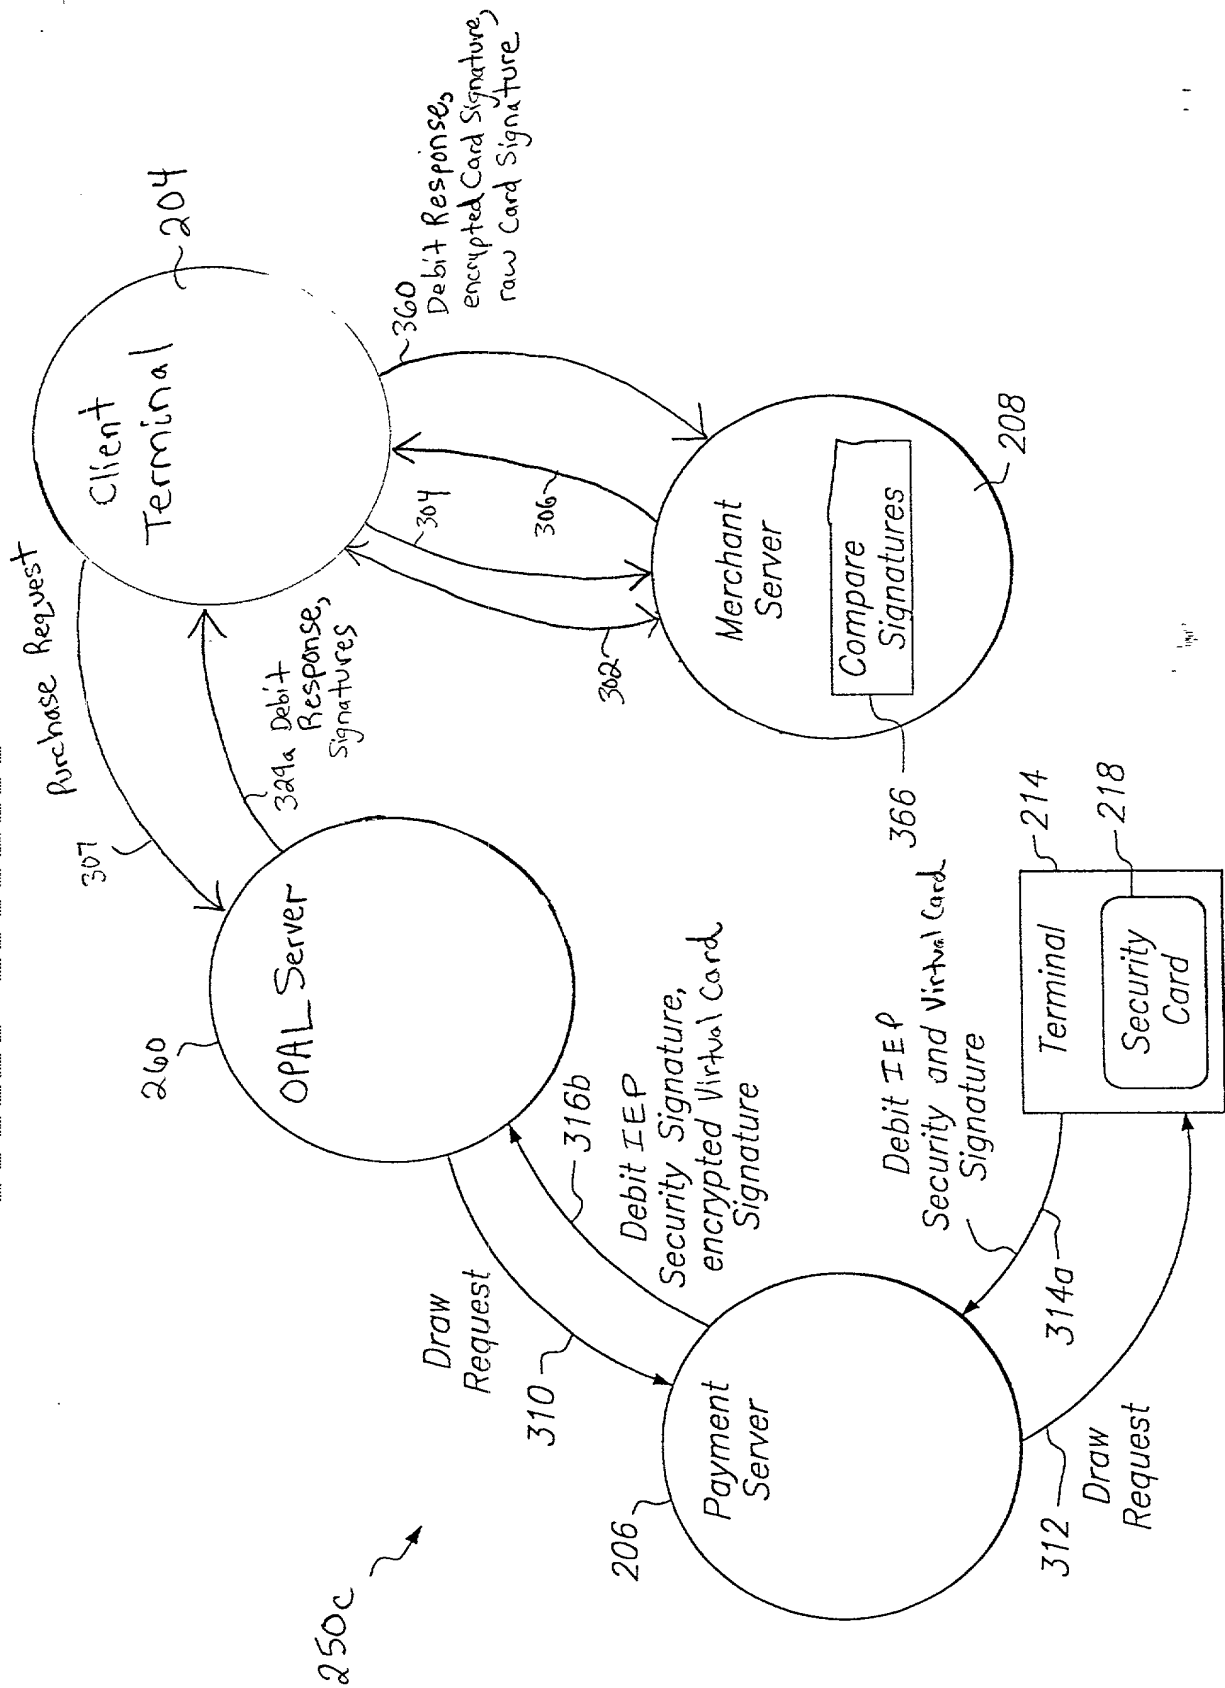 250c
Client
Terminal
204
Purchase Request
307
324a Debit
Response,
Signatures
360
Debit Response,
encrypted Card Signature,
raw Card Signature
304
306
302
OPAL Server
260
Merchant
Server
Compare
Signatures
208
366
Draw
Request
310
316b
Debit IEP
Security Signature,
encrypted Virtual Card
Signature
Payment
Server
206
Debit IEP
Security and Virtual Card
Signature
314a
312
Draw
Request
Terminal
Security
Card
214
218